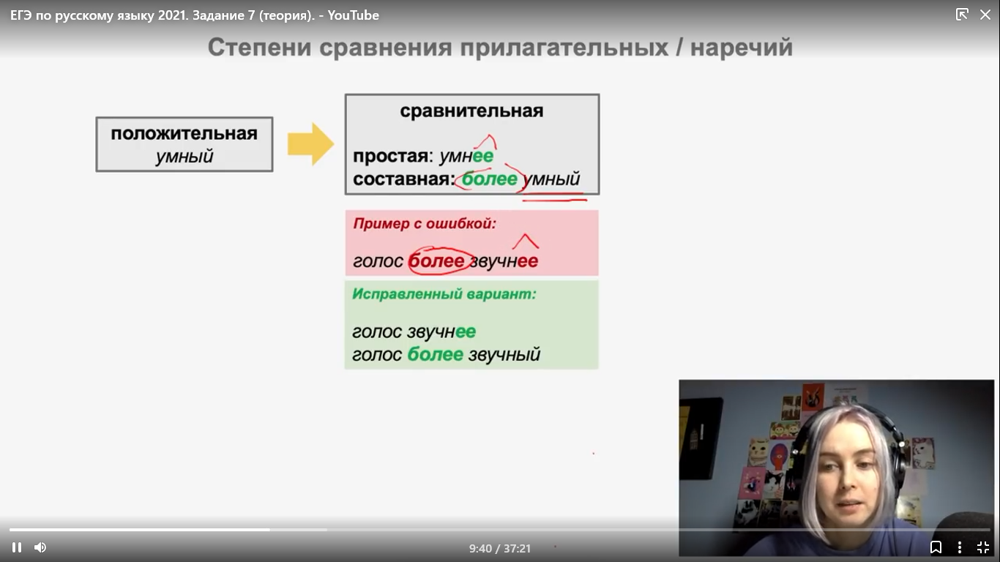 ЕГЭ по русскому языку 2021. Задание 7 (теория). - YouTube
Степени сравнения прилагательных / наречий
положительная
умный
сравнительная
простая: умнее
составная: более умный
Пример с ошибкой:
голос более звучнее
Исправленный вариант:
голос звучнее
голос более звучный
9:40 / 37:21